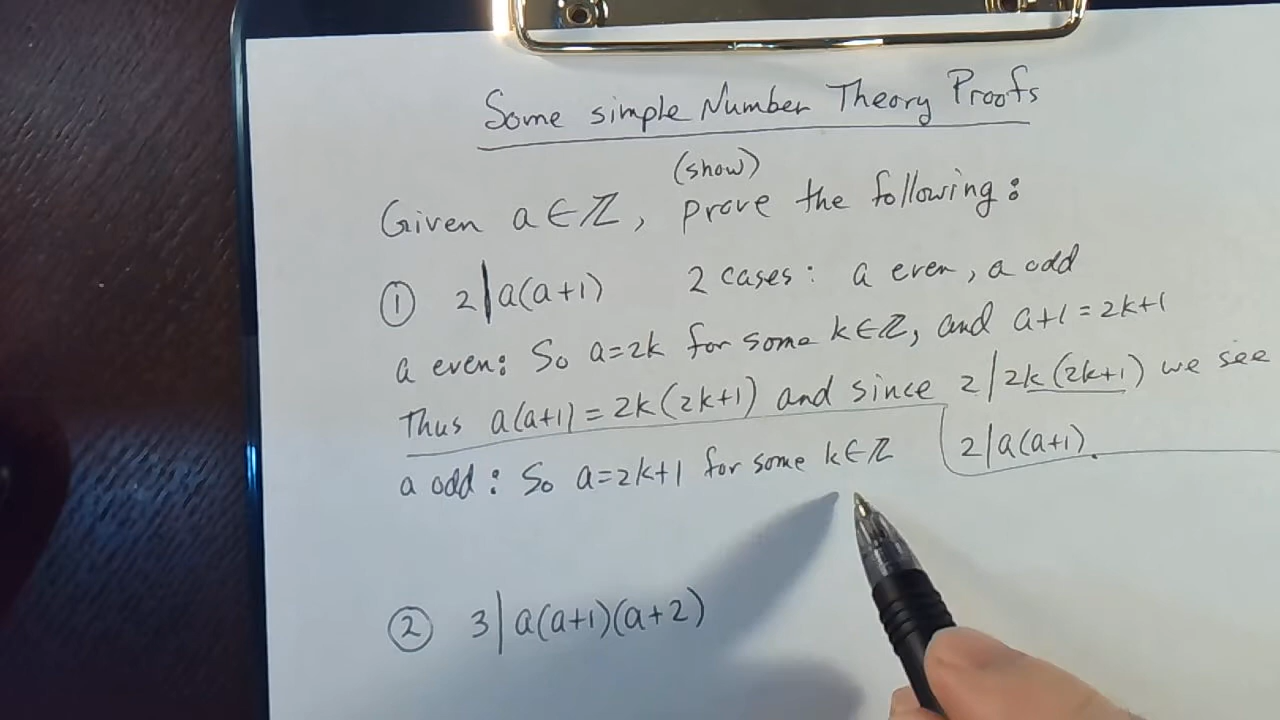 Some simple Number Theory Proofs
(show)
Given a∈ℤ, prove the following:
① 2|a(a+1) 2 cases: a even, a odd
a even: So a=2k for some k∈ℤ, and a+1=2k+1
Thus a(a+1)=2k(2k+1) and since 2/2k(2k+1) we see
2/a(a+1).
a odd: So a=2k+1 for some k∈ℤ
② 3|a(a+1)(a+2)